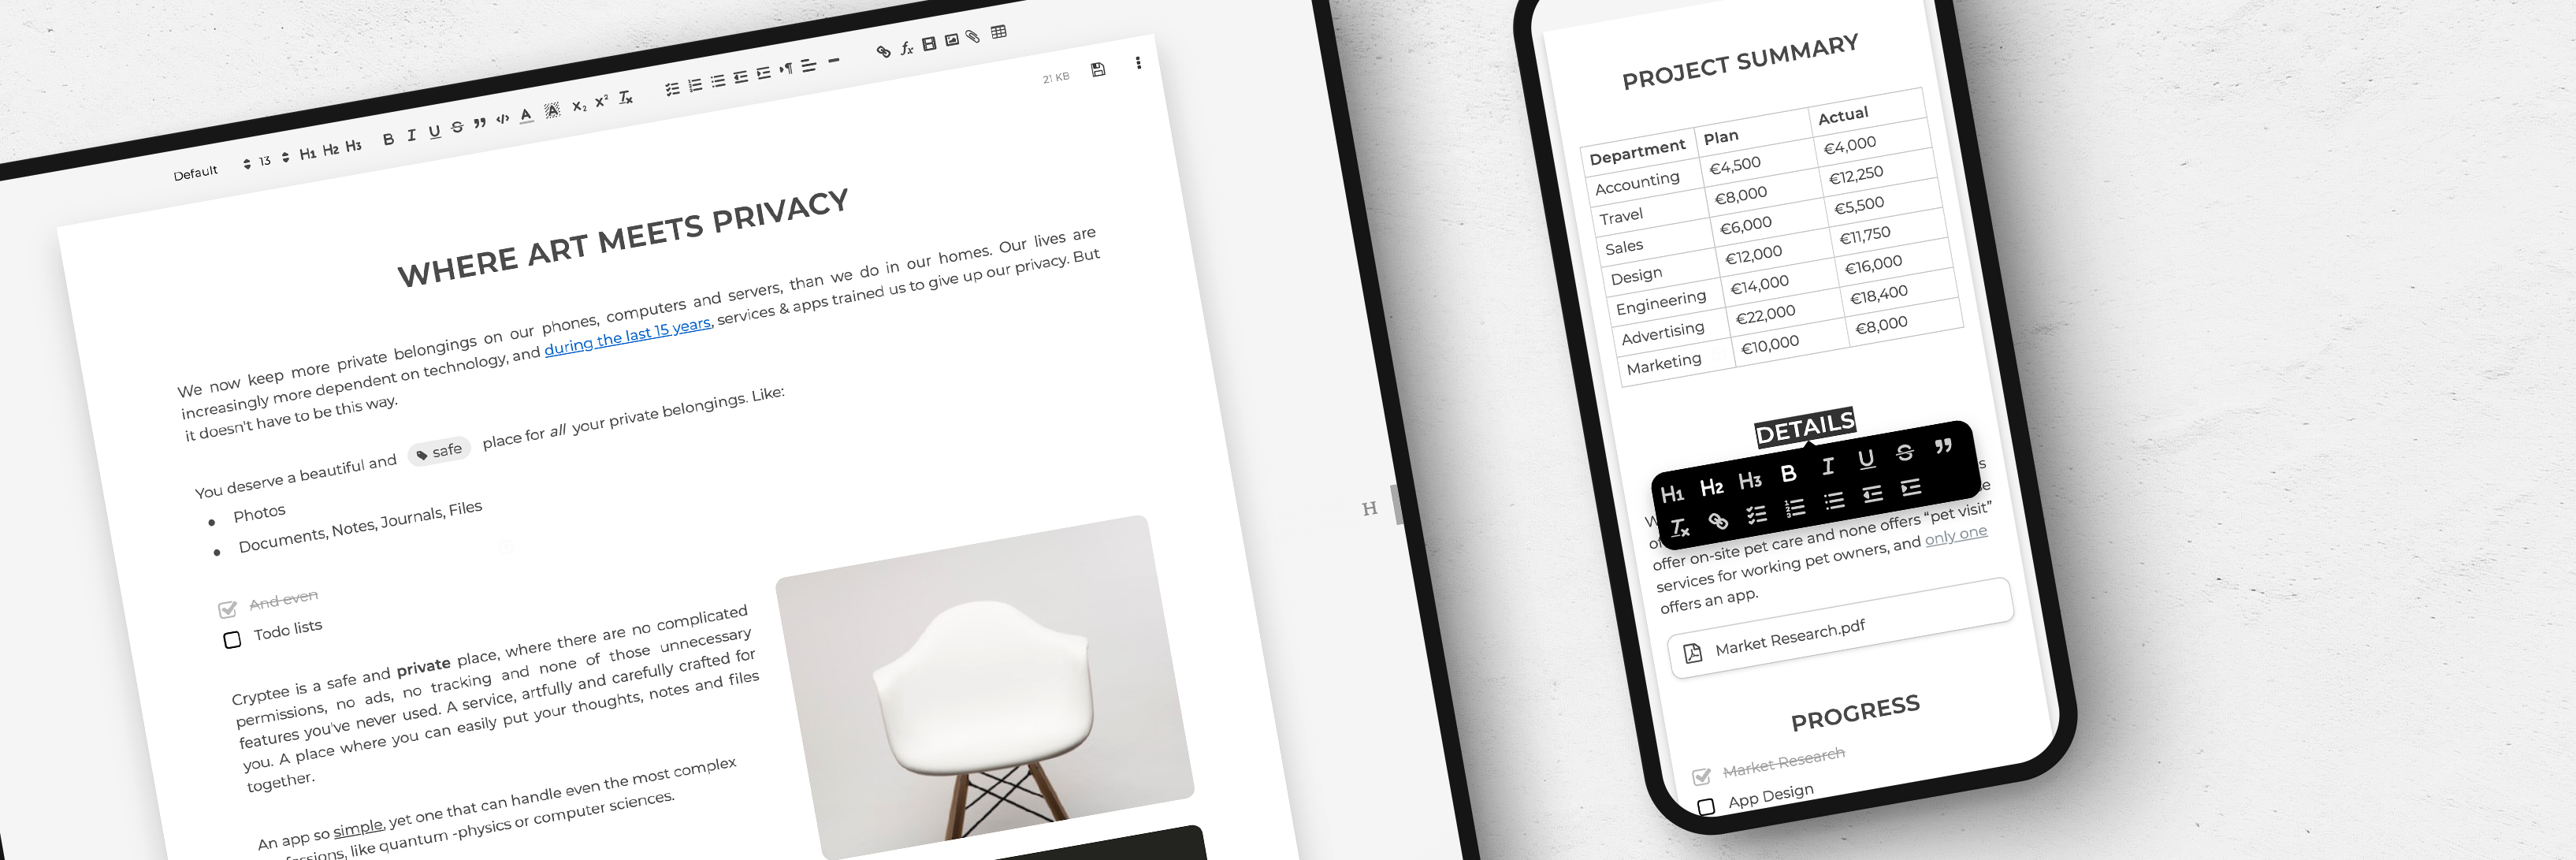 Default 13 H1 H2 H3 B I U S ” </> A A X₂ X² Tx fx
21 KB
WHERE ART MEETS PRIVACY
We now keep more private belongings on our phones, computers and servers, than we do in our homes. Our lives are
increasingly more dependent on technology, and during the last 15 years, services & apps trained us to give up our privacy. But
it doesn't have to be this way.
You deserve a beautiful and safe place for all your private belongings. Like:
• Photos
• Documents, Notes, Journals, Files
And even
Todo lists
Cryptee is a safe and private place, where there are no complicated
permissions, no ads, no tracking and none of those unnecessary
features you've never used. A service, artfully and carefully crafted for
you. A place where you can easily put your thoughts, notes and files
together.
An app so simple, yet one that can handle even the most complex
like quantum -physics or computer sciences.
H
PROJECT SUMMARY
Department Plan Actual
Accounting €4,500 €4,000
Travel €8,000 €12,250
Sales €6,000 €5,500
Design €12,000 €11,750
Engineering €14,000 €16,000
Advertising €22,000 €18,400
Marketing €10,000 €8,000
DETAILS
H1 H2 H3 B I U S ”
Tx
offer on-site pet care and none offers “pet visit”
services for working pet owners, and only one
offers an app.
Market Research.pdf
PROGRESS
Market Research
App Design